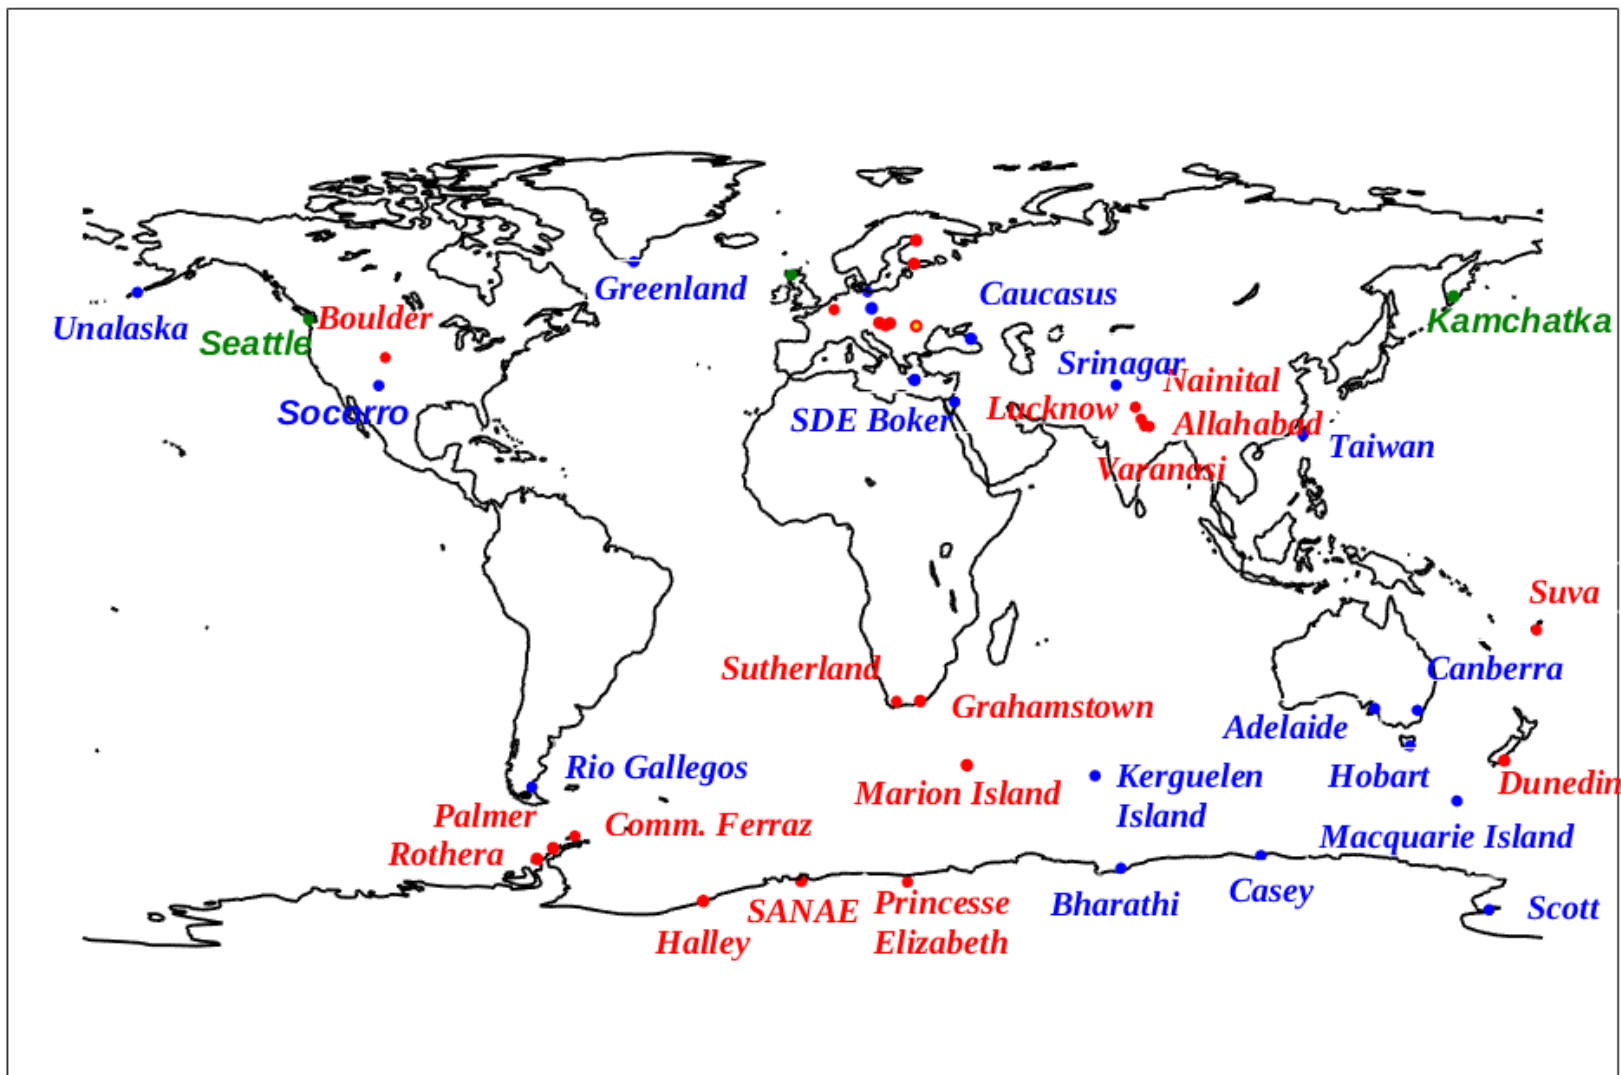 Greenland
Caucasus
Unalaska
Boulder
Seattle
Kamchatka
Srinagar
Nainital
Socorro
Lucknow
SDE Boker
Allahabad
Taiwan
Varanasi
Suva
Sutherland
Canberra
Grahamstown
Adelaide
Rio Gallegos
Marion Island
Kerguelen
Island
Hobart
Dunedin
Palmer
Comm. Ferraz
Macquarie Island
Rothera
SANAE
Princesse
Elizabeth
Bharathi
Casey
Scott
Halley